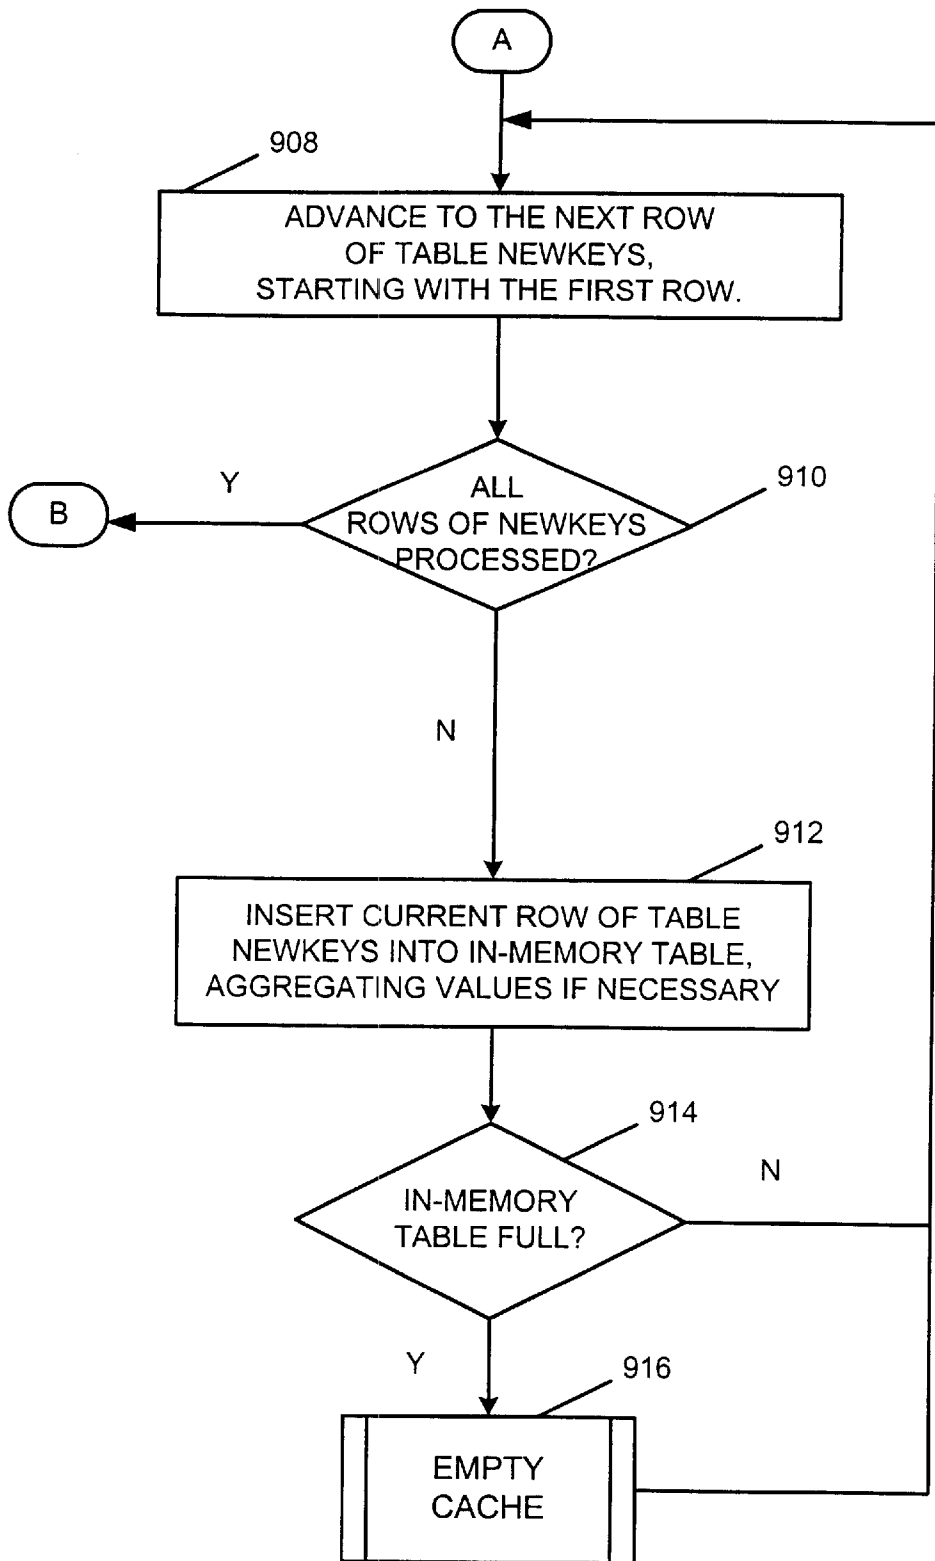 A
908
ADVANCE TO THE NEXT ROW
OF TABLE NEWKEYS,
STARTING WITH THE FIRST ROW.
Y
910
B
ALL
ROWS OF NEWKEYS
PROCESSED?
N
912
INSERT CURRENT ROW OF TABLE
NEWKEYS INTO IN-MEMORY TABLE,
AGGREGATING VALUES IF NECESSARY
914
N
IN-MEMORY
TABLE FULL?
Y
916
EMPTY
CACHE